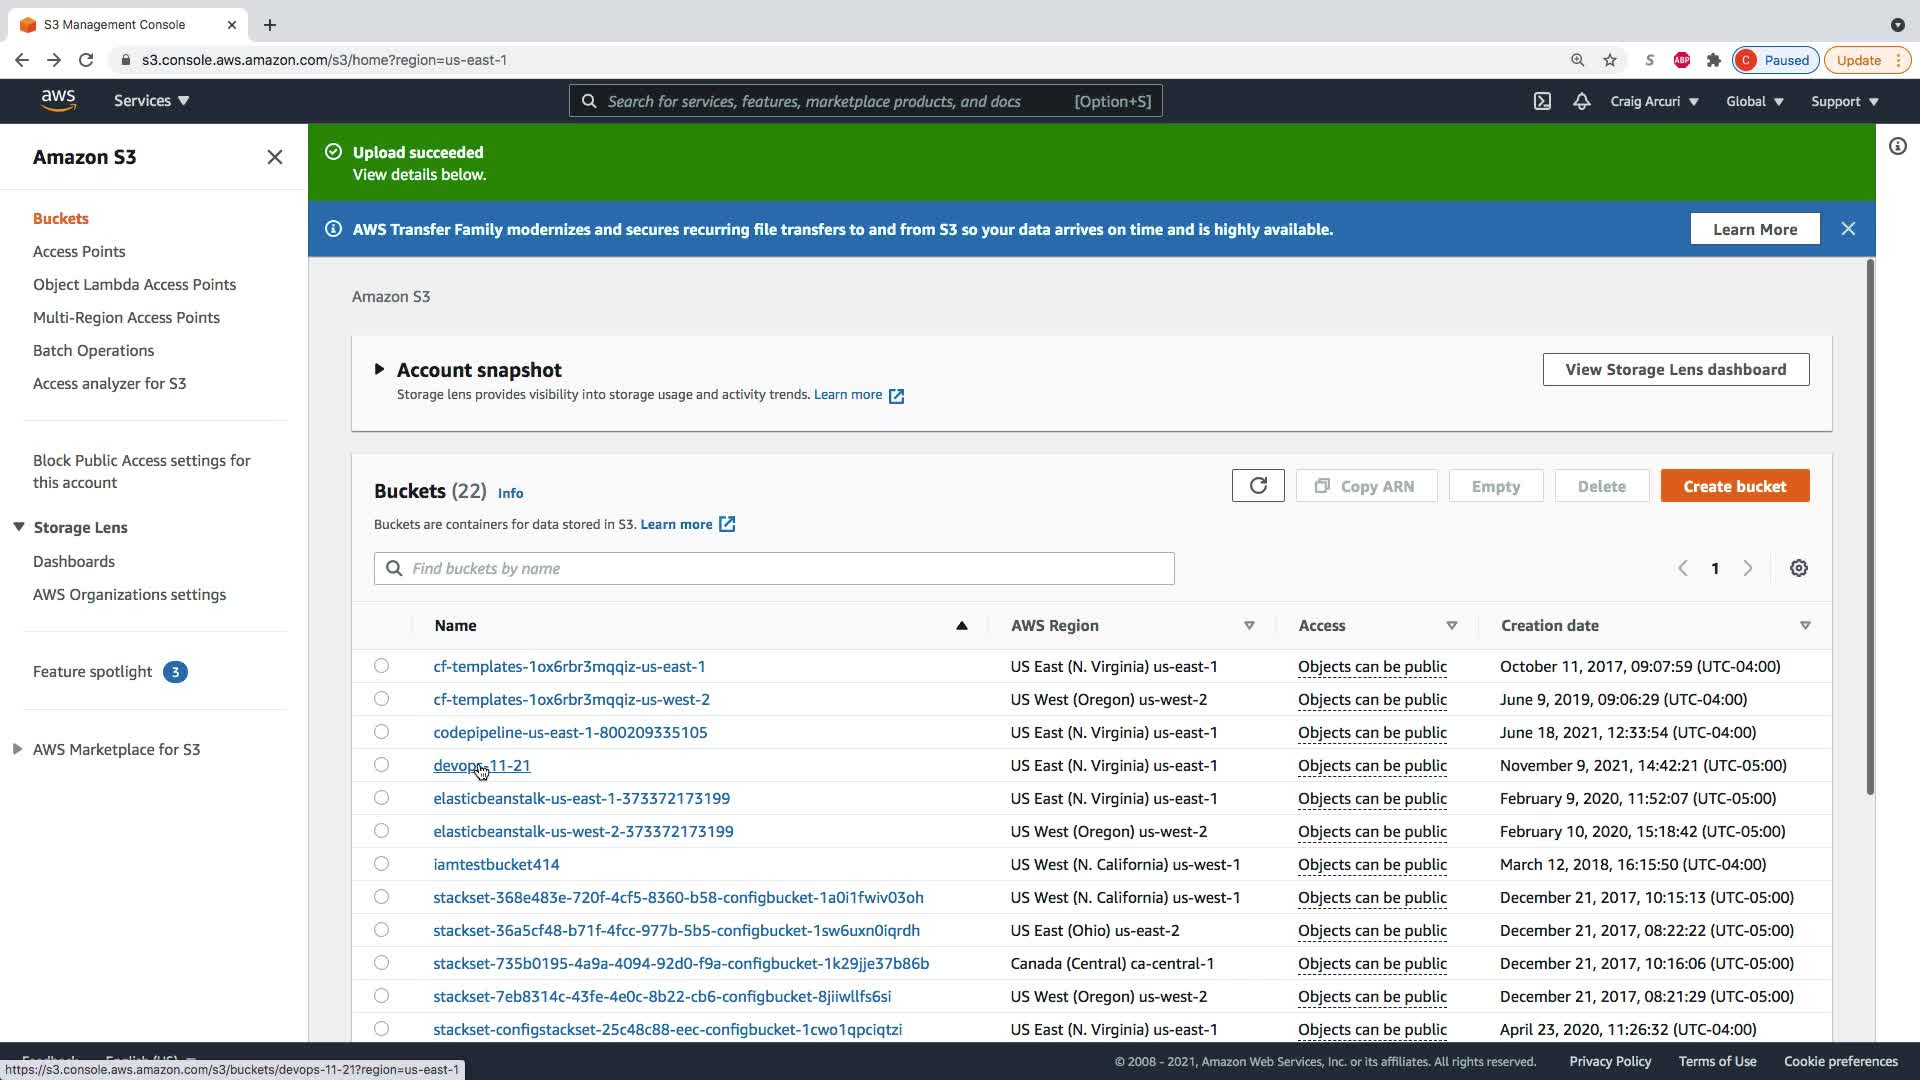 S3 Management Console
s3.console.aws.amazon.com/s3/home?region=us-east-1
S
ABP
C Paused
Update
aws
Services
Search for services, features, marketplace products, and docs [Option+S]
Craig Arcuri
Global
Support
Amazon S3
Buckets
Access Points
Object Lambda Access Points
Multi-Region Access Points
Batch Operations
Access analyzer for S3
Block Public Access settings for
this account
Storage Lens
Dashboards
AWS Organizations settings
Feature spotlight 3
AWS Marketplace for S3
Upload succeeded
View details below.
AWS Transfer Family modernizes and secures recurring file transfers to and from S3 so your data arrives on time and is highly available.
Learn More
Amazon S3
Account snapshot
View Storage Lens dashboard
Storage lens provides visibility into storage usage and activity trends. Learn more
Buckets (22) Info
Copy ARN
Empty
Delete
Create bucket
Buckets are containers for data stored in S3. Learn more
Find buckets by name
1
Name AWS Region Access Creation date
cf-templates-1ox6rbr3mqqiz-us-east-1 US East (N. Virginia) us-east-1 Objects can be public October 11, 2017, 09:07:59 (UTC-04:00)
cf-templates-1ox6rbr3mqqiz-us-west-2 US West (Oregon) us-west-2 Objects can be public June 9, 2019, 09:06:29 (UTC-04:00)
codepipeline-us-east-1-800209335105 US East (N. Virginia) us-east-1 Objects can be public June 18, 2021, 12:33:54 (UTC-04:00)
devops-11-21 US East (N. Virginia) us-east-1 Objects can be public November 9, 2021, 14:42:21 (UTC-05:00)
elasticbeanstalk-us-east-1-373372173199 US East (N. Virginia) us-east-1 Objects can be public February 9, 2020, 11:52:07 (UTC-05:00)
elasticbeanstalk-us-west-2-373372173199 US West (Oregon) us-west-2 Objects can be public February 10, 2020, 15:18:42 (UTC-05:00)
iamtestbucket414 US West (N. California) us-west-1 Objects can be public March 12, 2018, 16:15:50 (UTC-04:00)
stackset-368e483e-720f-4cf5-8360-b58-configbucket-1a0i1fwiv03oh US West (N. California) us-west-1 Objects can be public December 21, 2017, 10:15:13 (UTC-05:00)
stackset-36a5cf48-b71f-4fcc-977b-5b5-configbucket-1sw6uxn0iqrdh US East (Ohio) us-east-2 Objects can be public December 21, 2017, 08:22:22 (UTC-05:00)
stackset-735b0195-4a9a-4094-92d0-f9a-configbucket-1k29jje37b86b Canada (Central) ca-central-1 Objects can be public December 21, 2017, 10:16:06 (UTC-05:00)
stackset-7eb8314c-43fe-4e0c-8b22-cb6-configbucket-8jiiwllfs6si US West (Oregon) us-west-2 Objects can be public December 21, 2017, 08:21:29 (UTC-05:00)
stackset-configstackset-25c48c88-eec-configbucket-1cwo1qpciqtzi US East (N. Virginia) us-east-1 Objects can be public April 23, 2020, 11:26:32 (UTC-04:00)
© 2008 - 2021, Amazon Web Services, Inc. or its affiliates. All rights reserved. Privacy Policy Terms of Use Cookie preferences
https://s3.console.aws.amazon.com/s3/buckets/devops-11-21?region=us-east-1